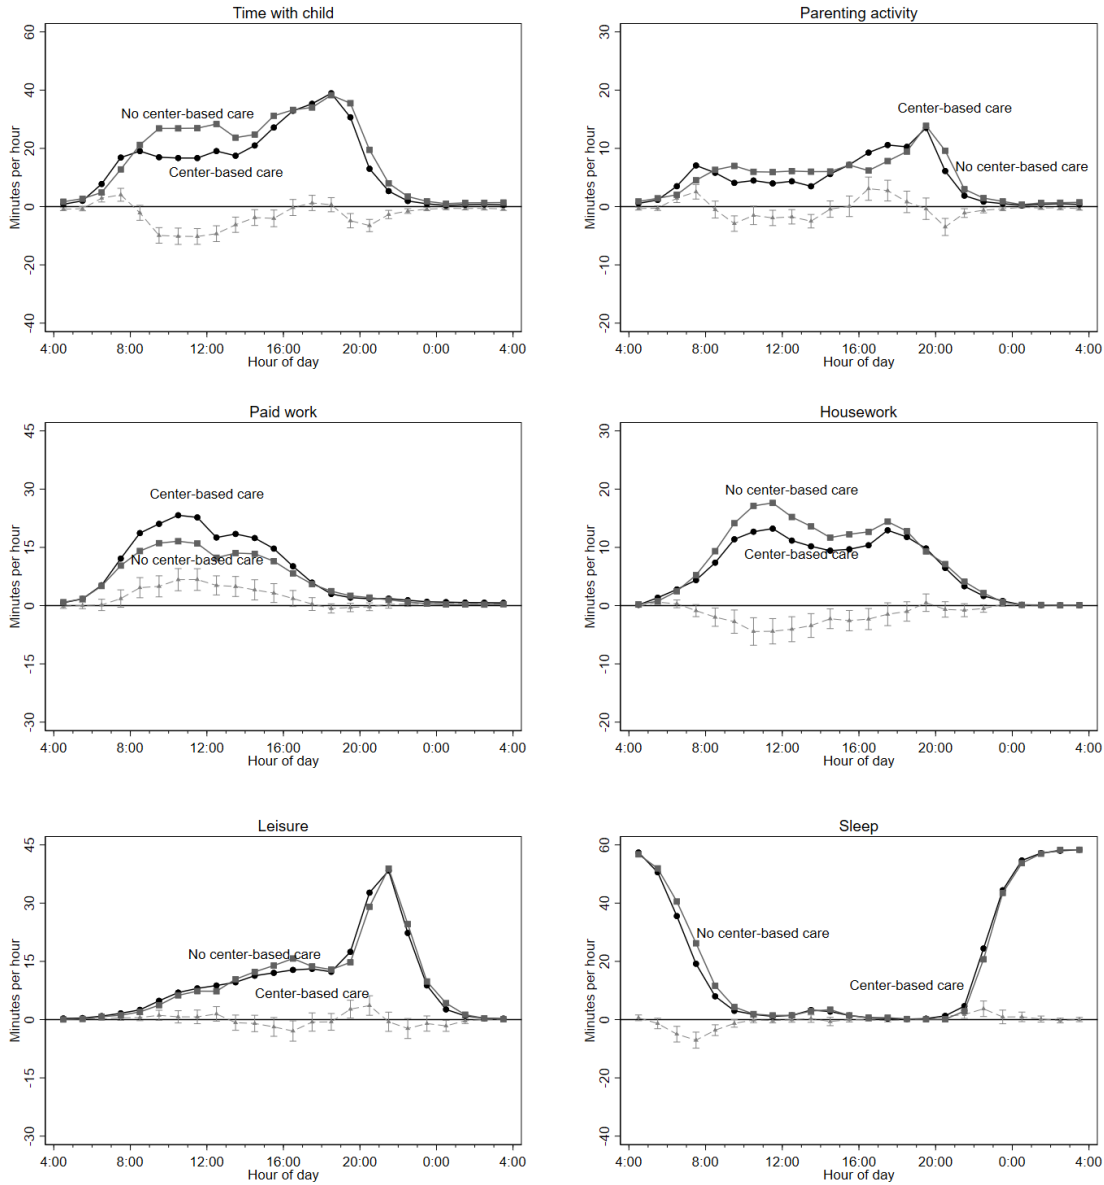 Time with child
Minutes per hour
60
40
20
0
-20
-40
No center-based care
Center-based care
4:00 8:00 12:00 16:00 20:00 0:00 4:00
Hour of day
Parenting activity
Minutes per hour
30
20
10
0
-10
-20
Center-based care
No center-based care
4:00 8:00 12:00 16:00 20:00 0:00 4:00
Hour of day
Paid work
Minutes per hour
45
30
15
0
-15
-30
Center-based care
No center-based care
4:00 8:00 12:00 16:00 20:00 0:00 4:00
Hour of day
Housework
Minutes per hour
30
20
10
0
-10
-20
No center-based care
Center-based care
4:00 8:00 12:00 16:00 20:00 0:00 4:00
Hour of day
Leisure
Minutes per hour
45
30
15
0
-15
-30
No center-based care
Center-based care
4:00 8:00 12:00 16:00 20:00 0:00 4:00
Hour of day
Sleep
Minutes per hour
60
40
20
0
-20
-40
No center-based care
Center-based care
4:00 8:00 12:00 16:00 20:00 0:00 4:00
Hour of day